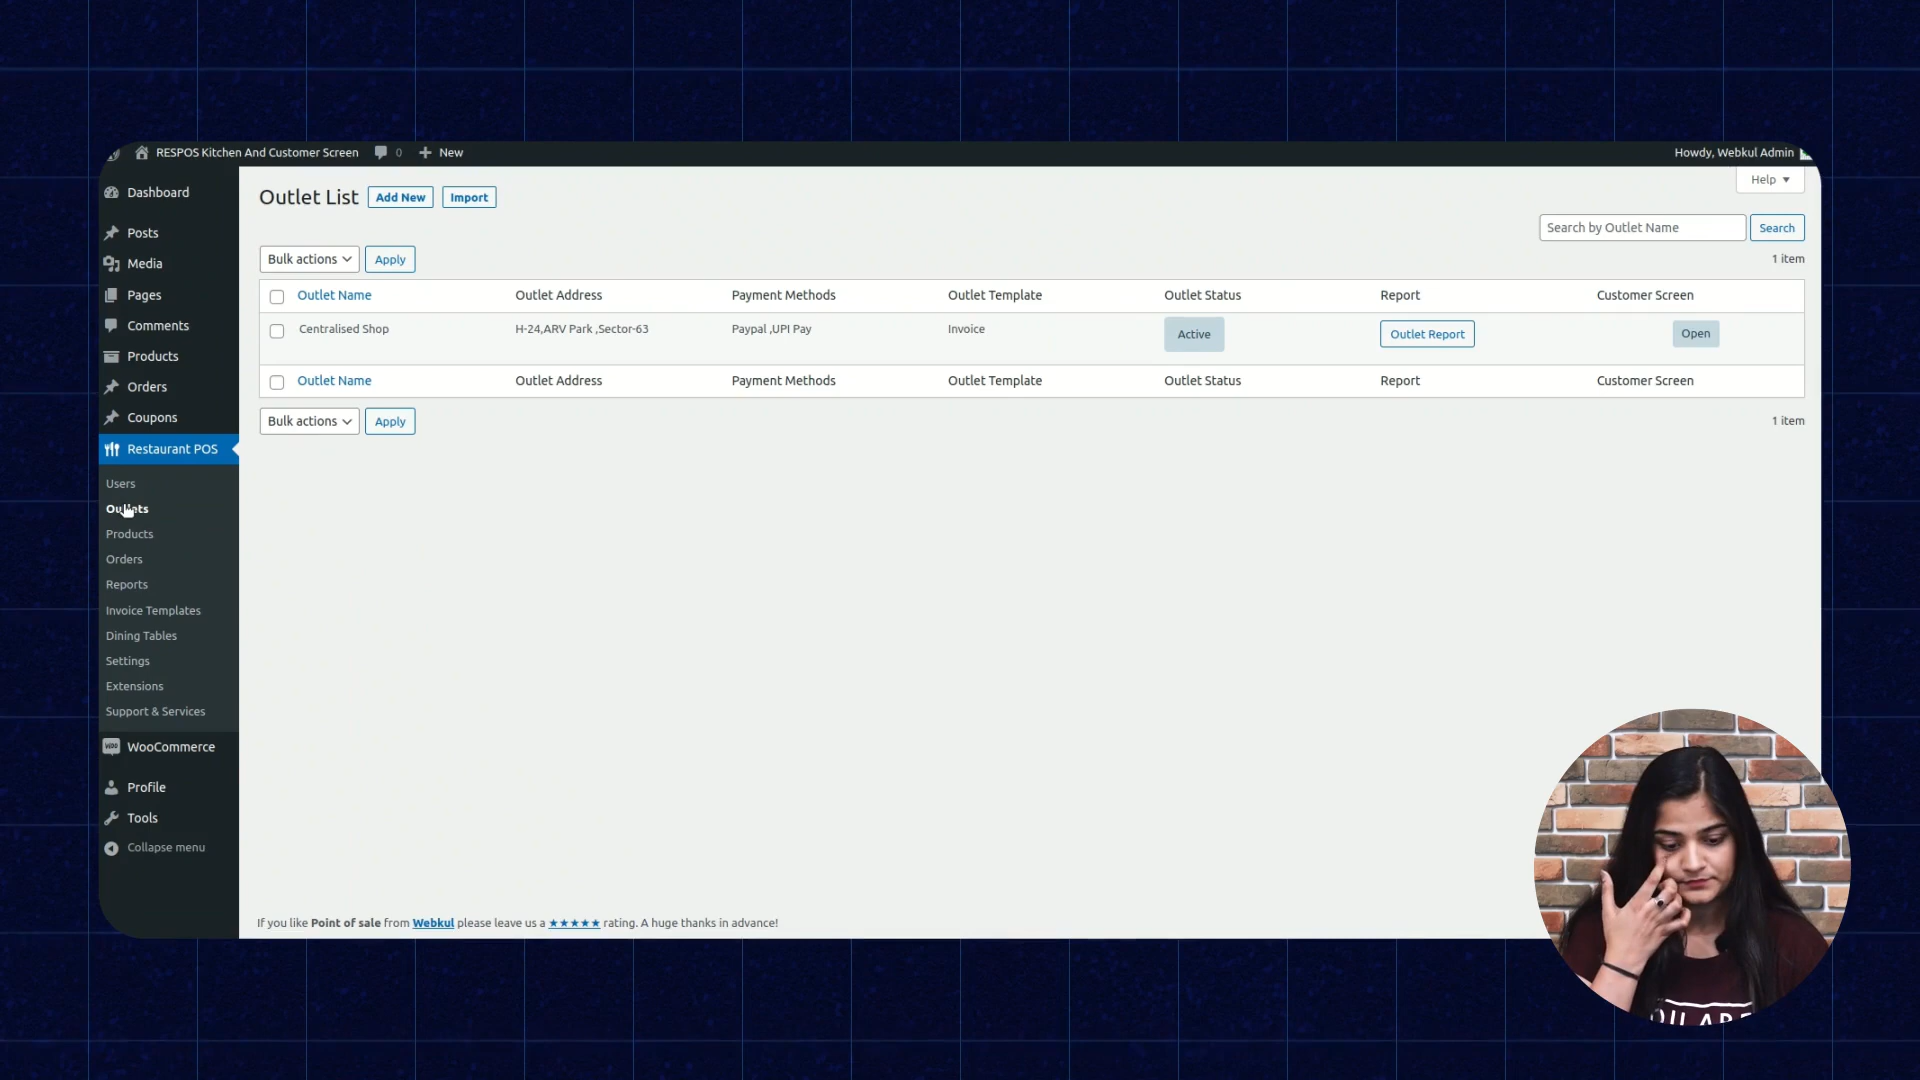 RESPOS Kitchen And Customer Screen 0 New Howdy, Webkul Admin
Dashboard
Posts
Media
Pages
Comments
Products
Orders
Coupons
Restaurant POS
Users
Outlets
Products
Orders
Reports
Invoice Templates
Dining Tables
Settings
Extensions
Support & Services
WooCommerce
Profile
Tools
Collapse menu
Help
Outlet List Add New Import
Search by Outlet Name Search
Bulk actions Apply 1 item
Outlet Name Outlet Address Payment Methods Outlet Template Outlet Status Report Customer Screen
Centralised Shop H-24,ARV Park ,Sector-63 Paypal ,UPI Pay Invoice Active Outlet Report Open
Outlet Name Outlet Address Payment Methods Outlet Template Outlet Status Report Customer Screen
Bulk actions Apply 1 item
If you like Point of sale from Webkul please leave us a ★★★★★ rating. A huge thanks in advance!